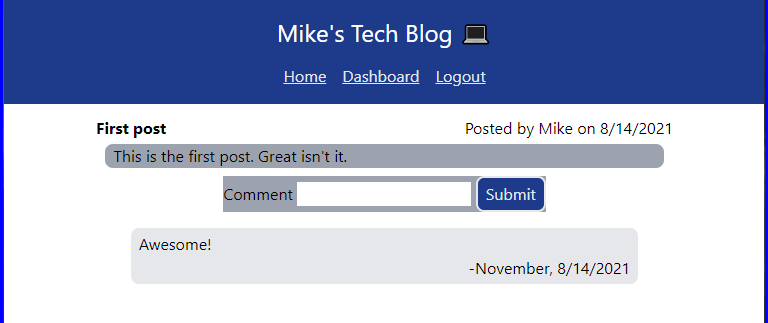 Mike's Tech Blog 💻
Home Dashboard Logout
First post Posted by Mike on 8/14/2021
This is the first post. Great isn't it.
Comment Submit
Awesome!
-November, 8/14/2021